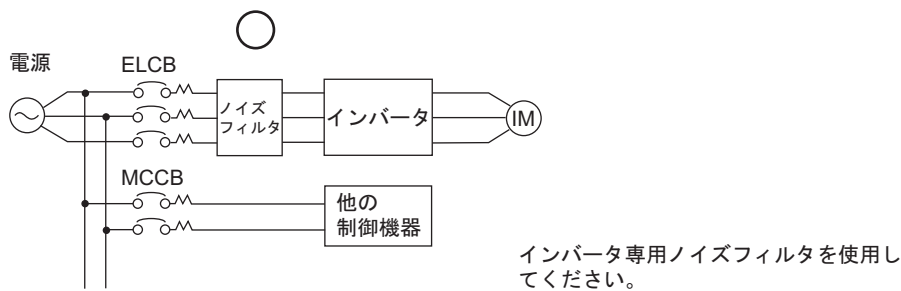 電源
ELCB
ノイズ
フィルタ
インバータ
IM
MCCB
他の
制御機器
インバータ専用ノイズフィルタを使用し
てください。